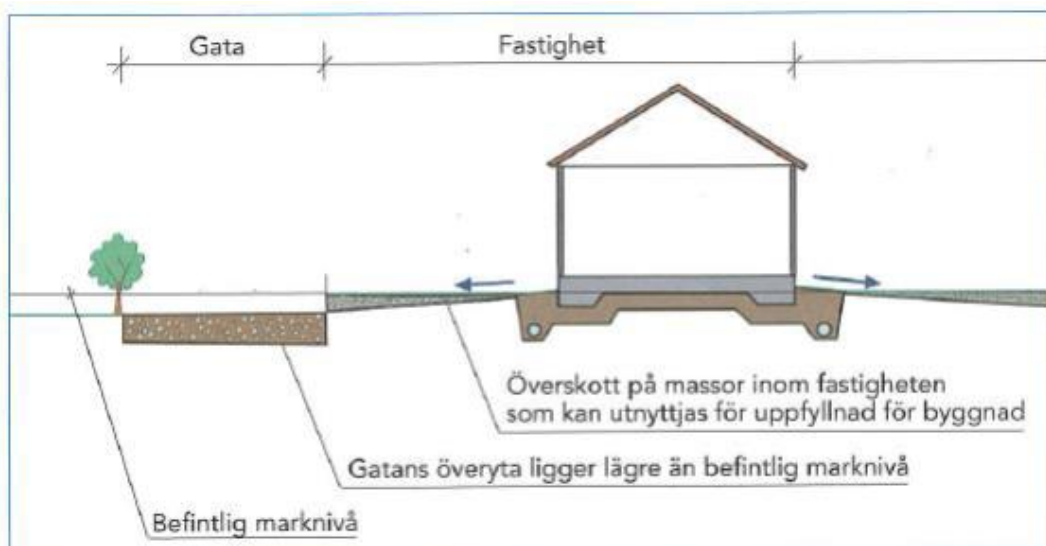 Gata
Fastighet
Överskott på massor inom fastigheten
som kan utnyttjas för uppfyllnad för byggnad
Gatans överyta ligger lägre än befintlig marknivå
Befintlig marknivå